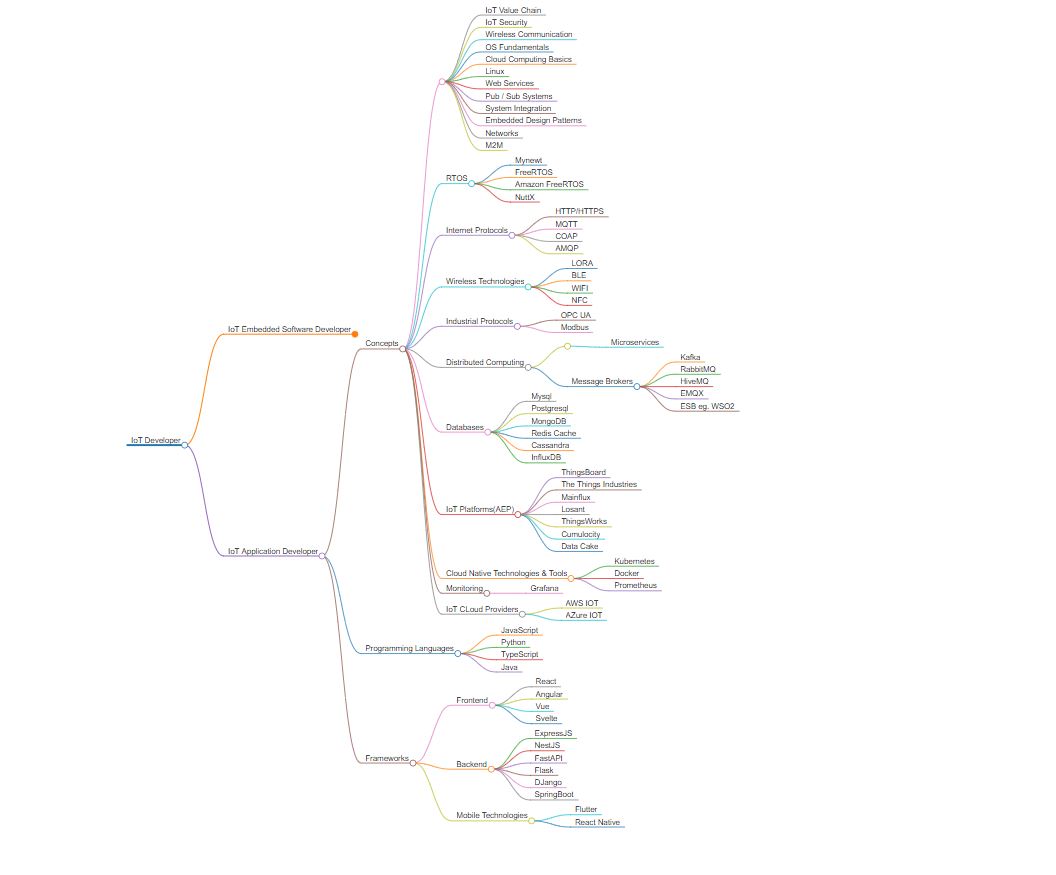 IoT Value Chain
IoT Security
Wireless Communication
OS Fundamentals
Cloud Computing Basics
Linux
Web Services
Pub / Sub Systems
System Integration
Embedded Design Patterns
Networks
M2M
RTOS
Mynewt
FreeRTOS
Amazon FreeRTOS
NuttX
Internet Protocols
HTTP/HTTPS
MQTT
COAP
AMQP
Wireless Technologies
LORA
BLE
WIFI
NFC
Industrial Protocols
OPC UA
Modbus
IoT Embedded Software Developer
Concepts
Distributed Computing
Microservices
Message Brokers
Kafka
RabbitMQ
HiveMQ
EMQX
ESB eg. WSO2
Databases
Mysql
Postgresql
MongoDB
Redis Cache
Cassandra
InfluxDB
IoT Developer
IoT Platforms(AEP)
ThingsBoard
The Things Industries
Mainflux
Losant
ThingsWorks
Cumulocity
Data Cake
IoT Application Developer
Cloud Native Technologies & Tools
Kubernetes
Docker
Prometheus
Monitoring
Grafana
IoT CLoud Providers
AWS IOT
AZure IOT
Programming Languages
JavaScript
Python
TypeScript
Java
Frameworks
Frontend
React
Angular
Vue
Svelte
Backend
ExpressJS
NestJS
FastAPI
Flask
DJango
SpringBoot
Mobile Technologies
Flutter
React Native